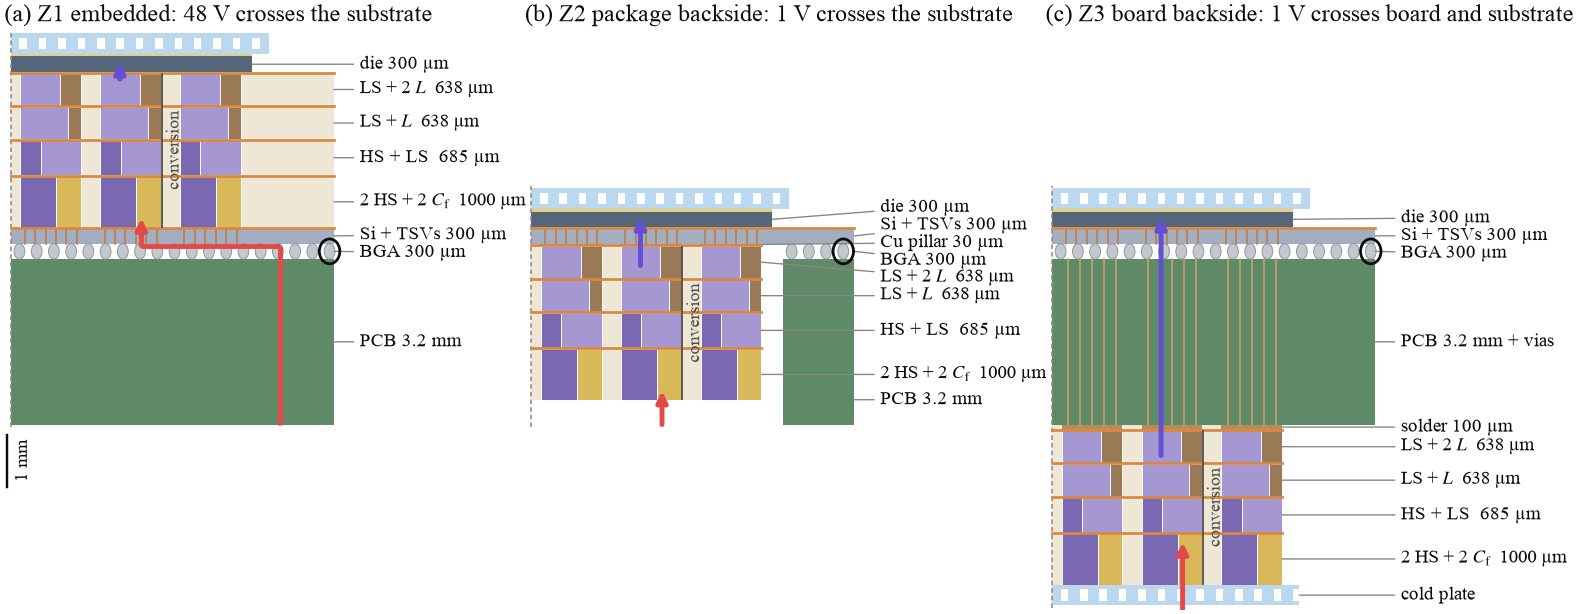 (a) Z1 embedded: 48 V crosses the substrate
die 300 µm
LS + 2 L 638 µm
LS + L 638 µm
HS + LS 685 µm
2 HS + 2 Cf 1000 µm
Si + TSVs 300 µm
BGA 300 µm
PCB 3.2 mm
conversion
1 mm
(b) Z2 package backside: 1 V crosses the substrate
die 300 µm
Si + TSVs 300 µm
Cu pillar 30 µm
BGA 300 µm
LS + 2 L 638 µm
LS + L 638 µm
HS + LS 685 µm
2 HS + 2 Cf 1000 µm
PCB 3.2 mm
conversion
(c) Z3 board backside: 1 V crosses board and substrate
die 300 µm
Si + TSVs 300 µm
BGA 300 µm
PCB 3.2 mm + vias
solder 100 µm
LS + 2 L 638 µm
LS + L 638 µm
HS + LS 685 µm
2 HS + 2 Cf 1000 µm
cold plate
conversion